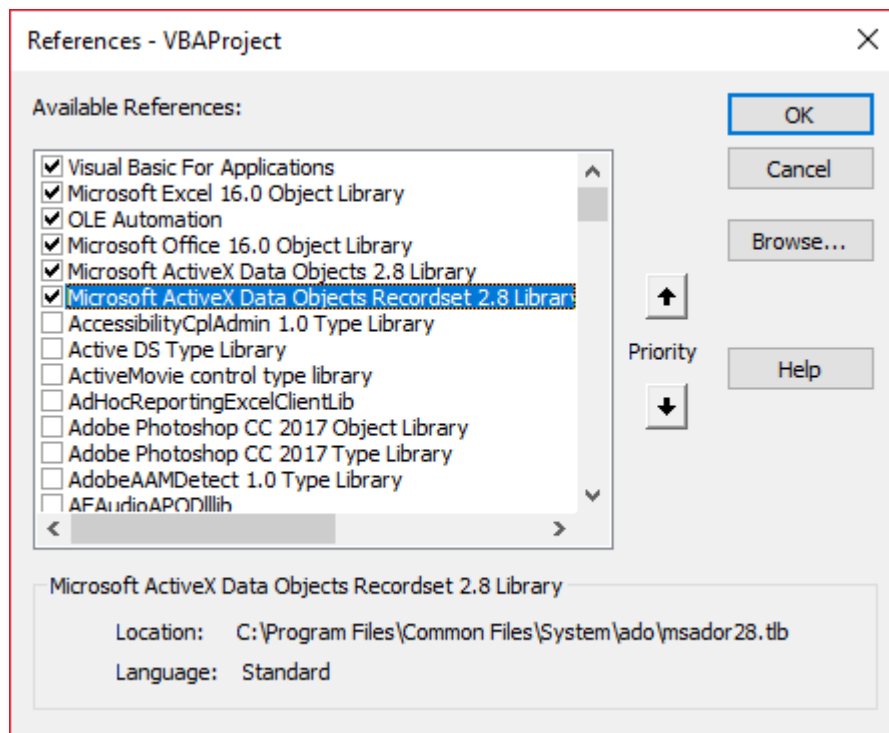 References - VBAProject
Available References:
OK
Visual Basic For Applications
Cancel
Microsoft Excel 16.0 Object Library
OLE Automation
Microsoft Office 16.0 Object Library
Browse...
Microsoft ActiveX Data Objects 2.8 Library
Microsoft ActiveX Data Objects Recordset 2.8 Library
AccessibilityCplAdmin 1.0 Type Library
Active DS Type Library
Priority
ActiveMovie control type library
Help
AdHocReportingExcelClientLib
Adobe Photoshop CC 2017 Object Library
Adobe Photoshop CC 2017 Type Library
AdobeAAMDetect 1.0 Type Library
Microsoft ActiveX Data Objects Recordset 2.8 Library
Location: C:\Program Files\Common Files\System\ado\msador28.tlb
Language: Standard